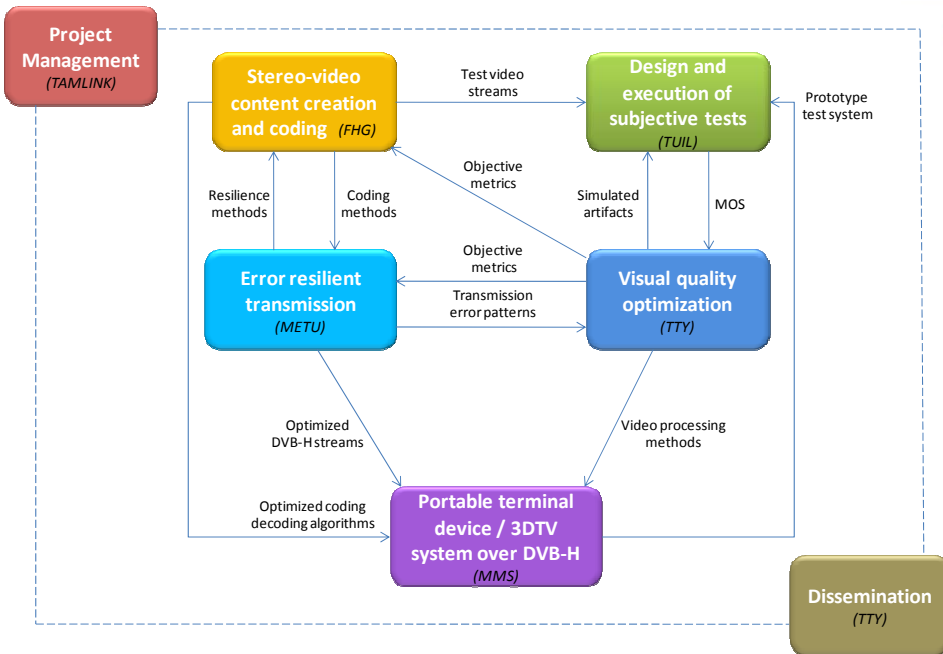 Project
Management
(TAMLINK)
Stereo-video
content creation
and coding (FHG)
Test video
streams
Design and
execution of
subjective tests
(TUIL)
Prototype
test system
Resilience
methods
Coding
methods
Objective
metrics
Simulated
artifacts
MOS
Error resilient
transmission
(METU)
Objective
metrics
Transmission
error patterns
Visual quality
optimization
(TTY)
Optimized
DVB-H streams
Video processing
methods
Optimized coding
decoding algorithms
Portable terminal
device / 3DTV
system over DVB-H
(MMS)
Dissemination
(TTY)